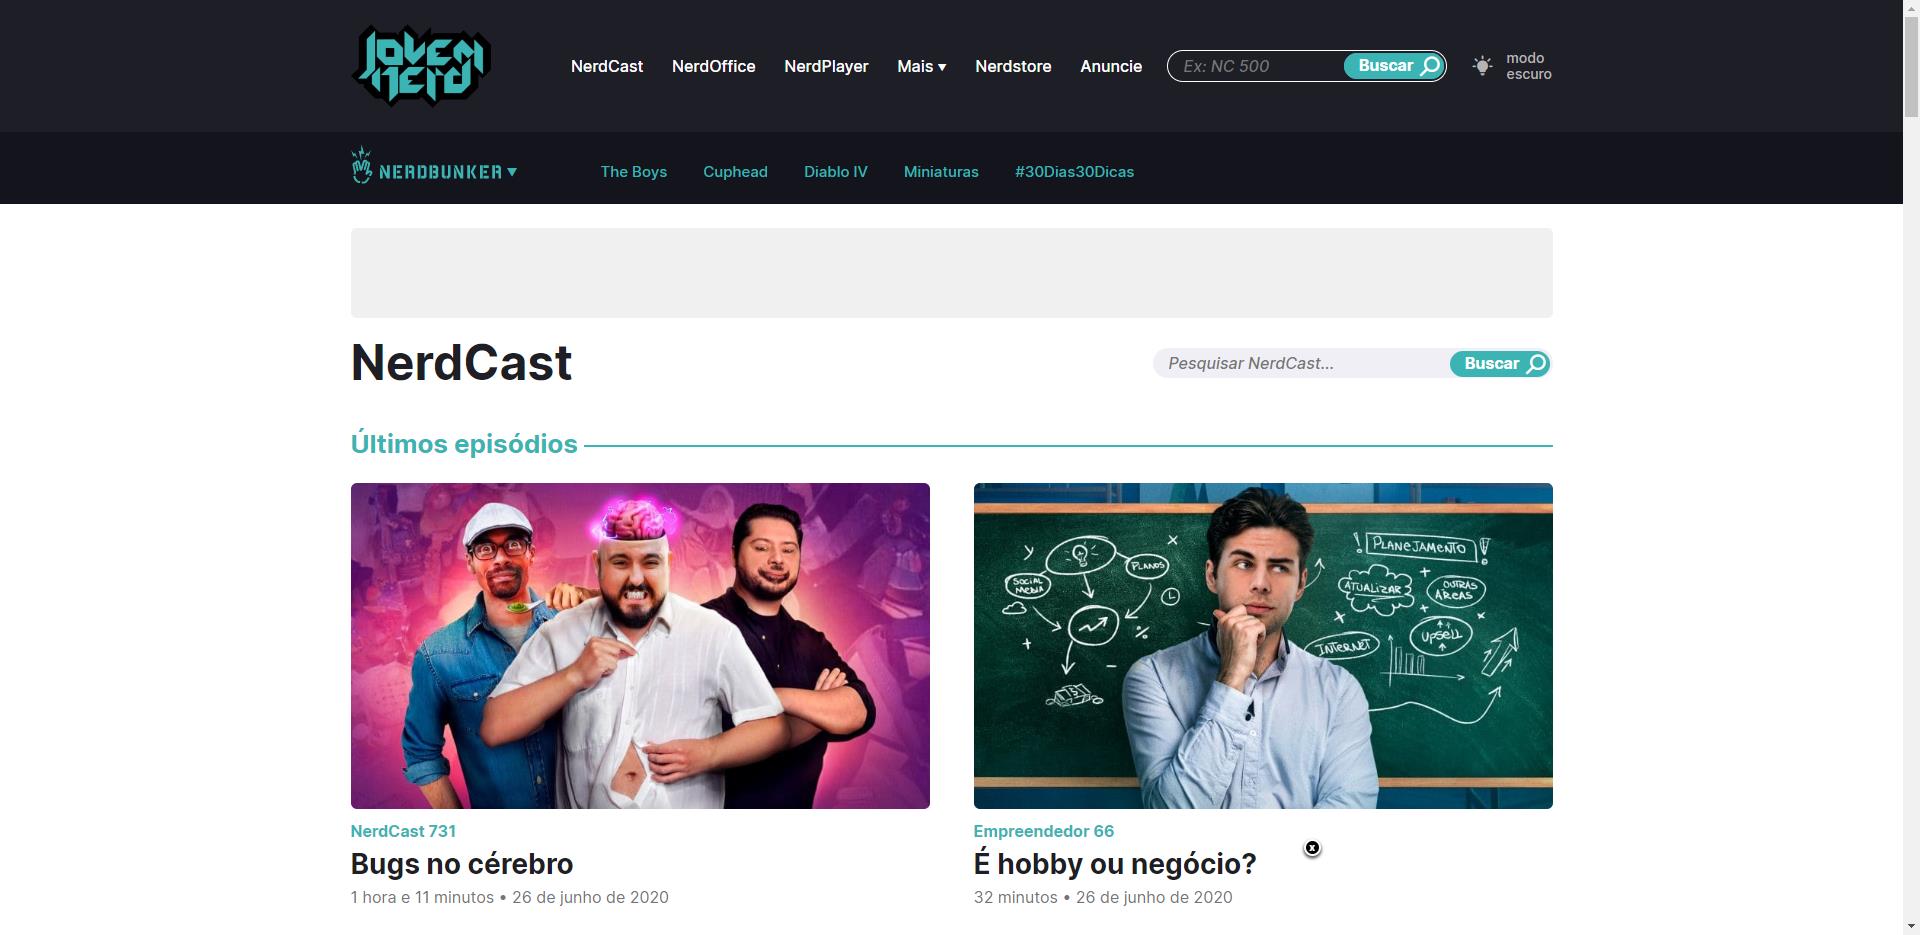 JOVEM
NERD
NerdCast
NerdOffice
NerdPlayer
Mais
Nerdstore
Anuncie
Ex: NC 500
Buscar
modo
escuro
NERDBUNKER
The Boys
Cuphead
Diablo IV
Miniaturas
#30Dias30Dicas
NerdCast
Pesquisar NerdCast...
Buscar
Últimos episódios
PLANEJAMENTO
SOCIAL
MEDIA
PLANOS
ATUALIZAR
OUTRAS
ÁREAS
UPSELL
INTERNET
NerdCast 731
Bugs no cérebro
1 hora e 11 minutos • 26 de junho de 2020
Empreendedor 66
É hobby ou negócio?
32 minutos • 26 de junho de 2020